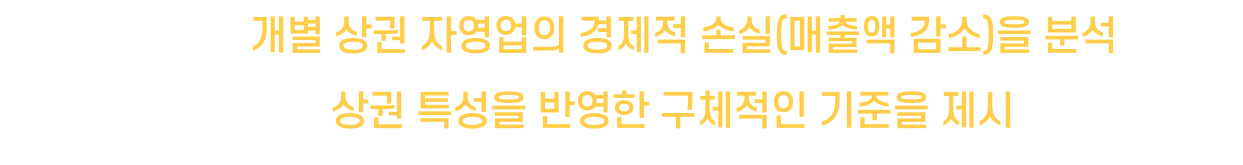 개별 상권 자영업의 경제적 손실(매출액 감소)을 분석
상권 특성을 반영한 구체적인 기준을 제시